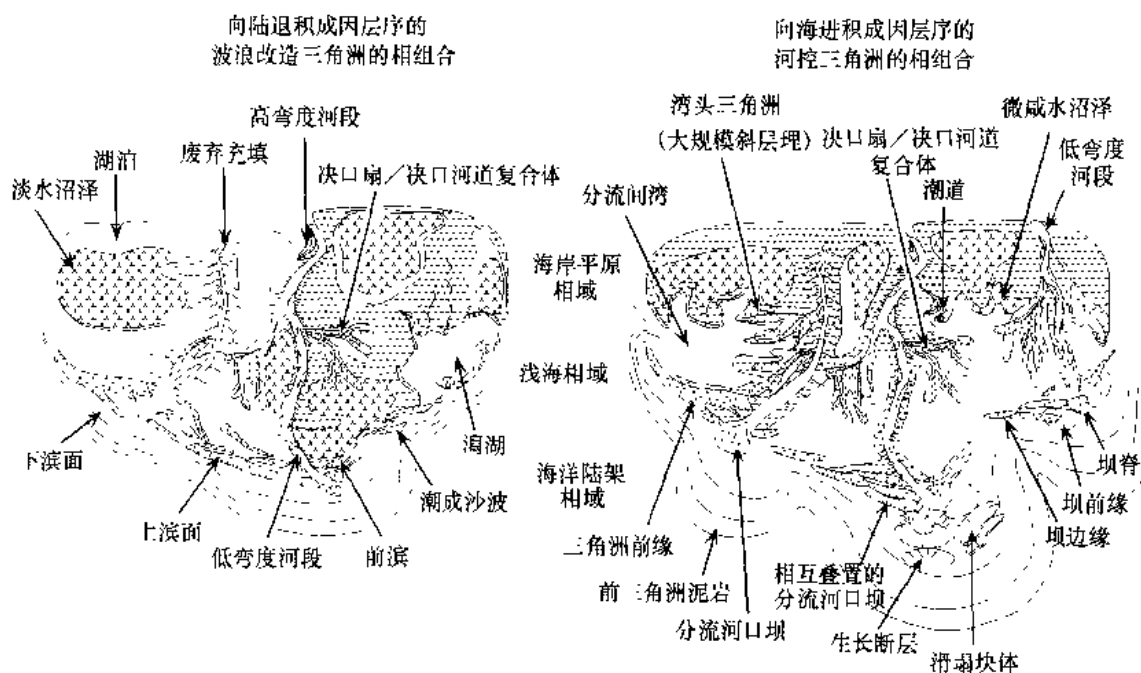 向陆退积成因层序的
波浪改造三角洲的相组合
高弯度河段
湖泊
废弃充填
决口扇／决口河道复合体
淡水沼泽
下滨面
上滨面
低弯度河段
前滨
潮成沙波
潟湖
向海进积成因层序的
河控三角洲的相组合
湾头三角洲
（大规模斜层理）
决口扇／决口河道
复合体
微咸水沼泽
低弯度
河段
分流间湾
潮道
海岸平原
相域
浅海相域
海洋陆架
相域
三角洲前缘
前三角洲泥岩
分流河口坝
相互叠置的
分流河口坝
生长断层
滑塌块体
坝脊
坝前缘
坝边缘